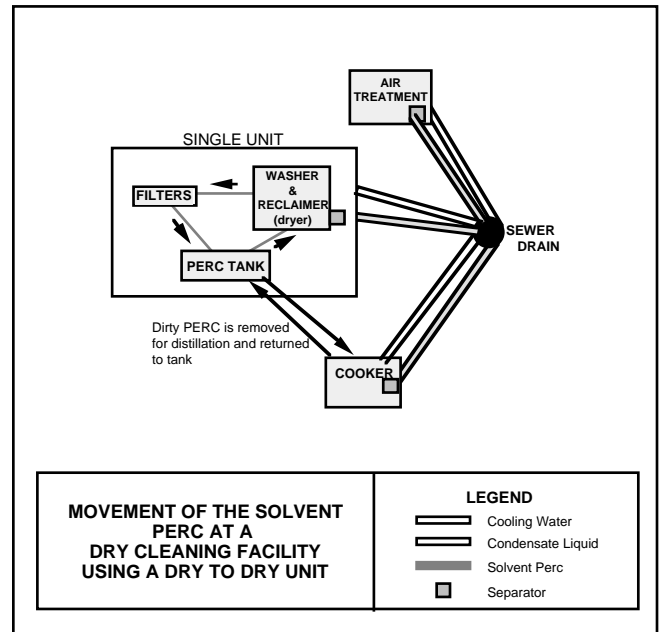 AIR
TREATMENT
SINGLE UNIT
WASHER
&
RECLAIMER
(dryer)
FILTERS
PERC TANK
SEWER
DRAIN
Dirty PERC is removed
for distillation and returned
to tank
COOKER
MOVEMENT OF THE SOLVENT
PERC AT A
DRY CLEANING FACILITY
USING A DRY TO DRY UNIT
LEGEND
Cooling Water
Condensate Liquid
Solvent Perc
Separator